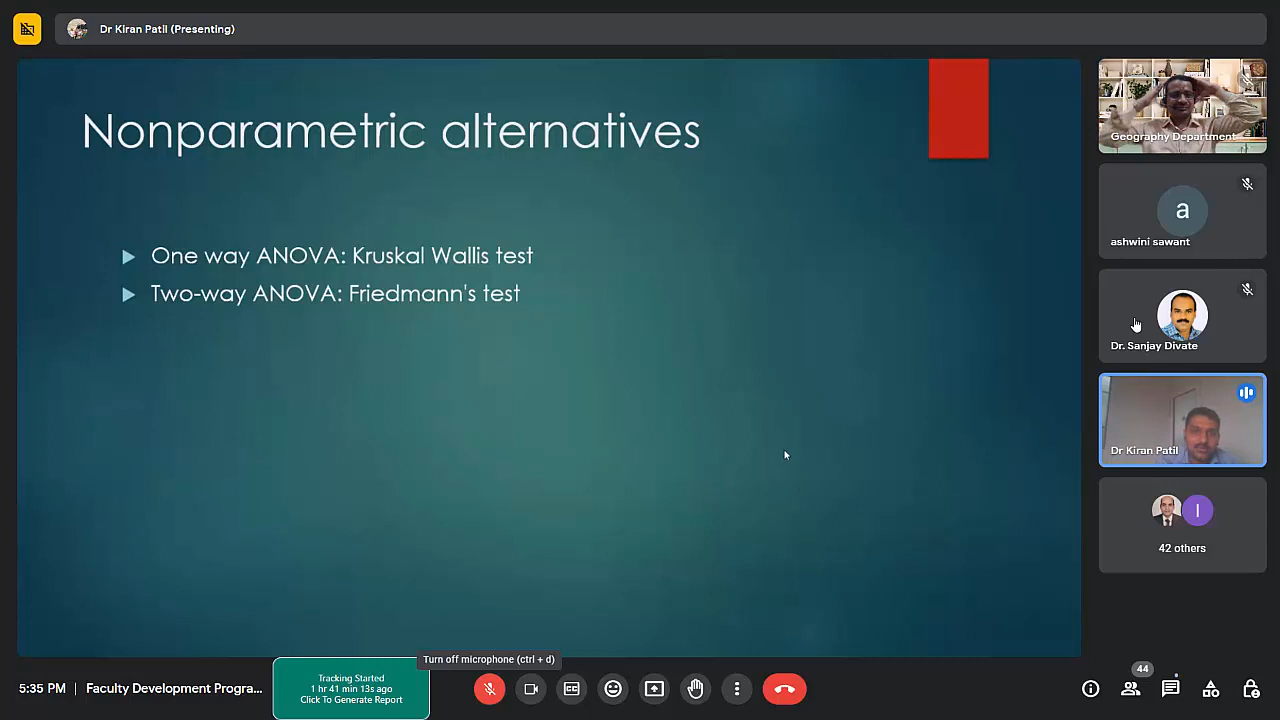 Dr Kiran Patil (Presenting)
Nonparametric alternatives
One way ANOVA: Kruskal Wallis test
Two-way ANOVA: Friedmann's test
Geography Department
a
ashwini sawant
Dr. Sanjay Divate
Dr Kiran Patil
I
42 others
Turn off microphone (ctrl + d)
5:35 PM | Faculty Development Progra...
Tracking Started
1 hr 41 min 13s ago
Click To Generate Report
44